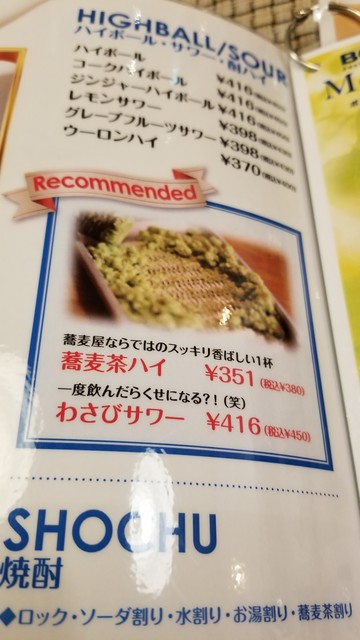 HIGHBALL/SOUR
ハイボール・サワー・酎ハイ
ハイボール ¥416
コークハイボール ¥416
ジンジャーハイボール ¥416
レモンサワー ¥398
グレープフルーツサワー ¥398
ウーロンハイ ¥370
Recommended
蕎麦屋ならではのスッキリ香ばしい1杯
蕎麦茶ハイ ¥351(税込¥380)
一度飲んだらくせになる?!(笑)
わさびサワー ¥416(税込¥450)
SHOCHU
焼酎
◆ロック・ソーダ割り・水割り・お湯割り・蕎麦茶割り